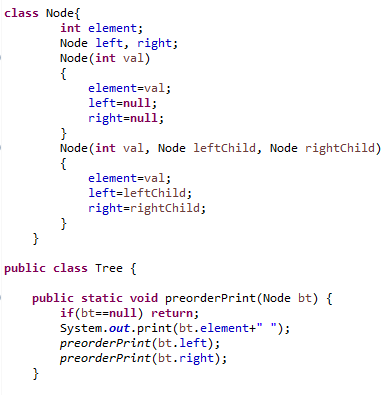 class Node{
int element;
Node left, right;
Node(int val)
{
element=val;
left=null;
right=null;
}
Node(int val, Node leftChild, Node rightChild)
{
element=val;
left=leftChild;
right=rightChild;
}
}
public class Tree {
public static void preorderPrint(Node bt) {
if(bt==null) return;
System.out.print(bt.element+" ");
preorderPrint(bt.left);
preorderPrint(bt.right);
}